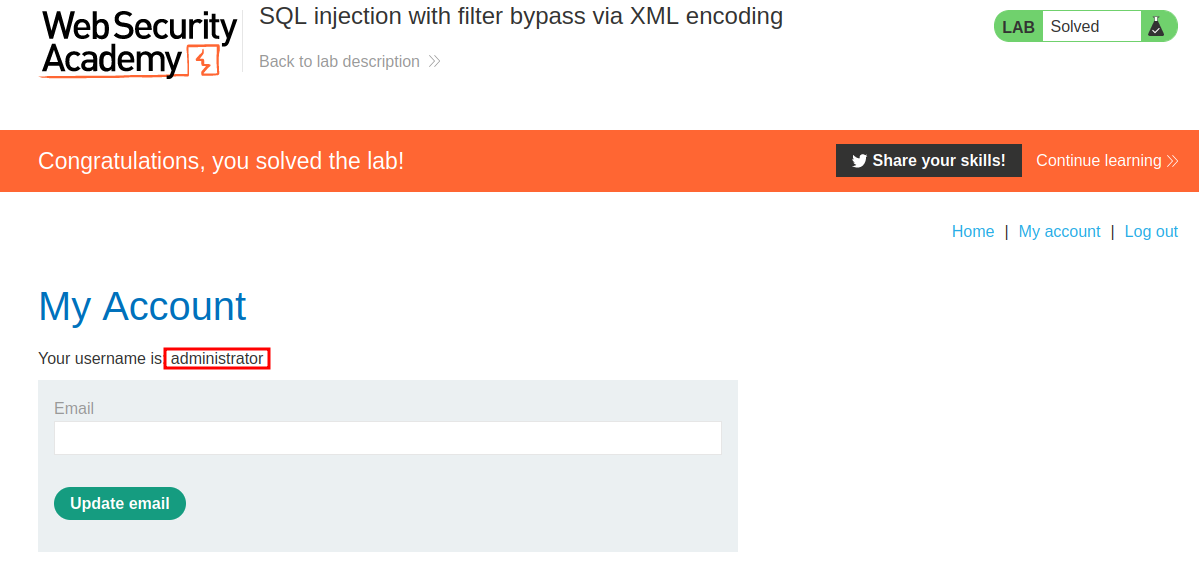 Web Security
Academy
SQL injection with filter bypass via XML encoding
Back to lab description
LAB Solved
Congratulations, you solved the lab!
Share your skills! Continue learning
Home | My account | Log out
My Account
Your username is: administrator
Email
Update email